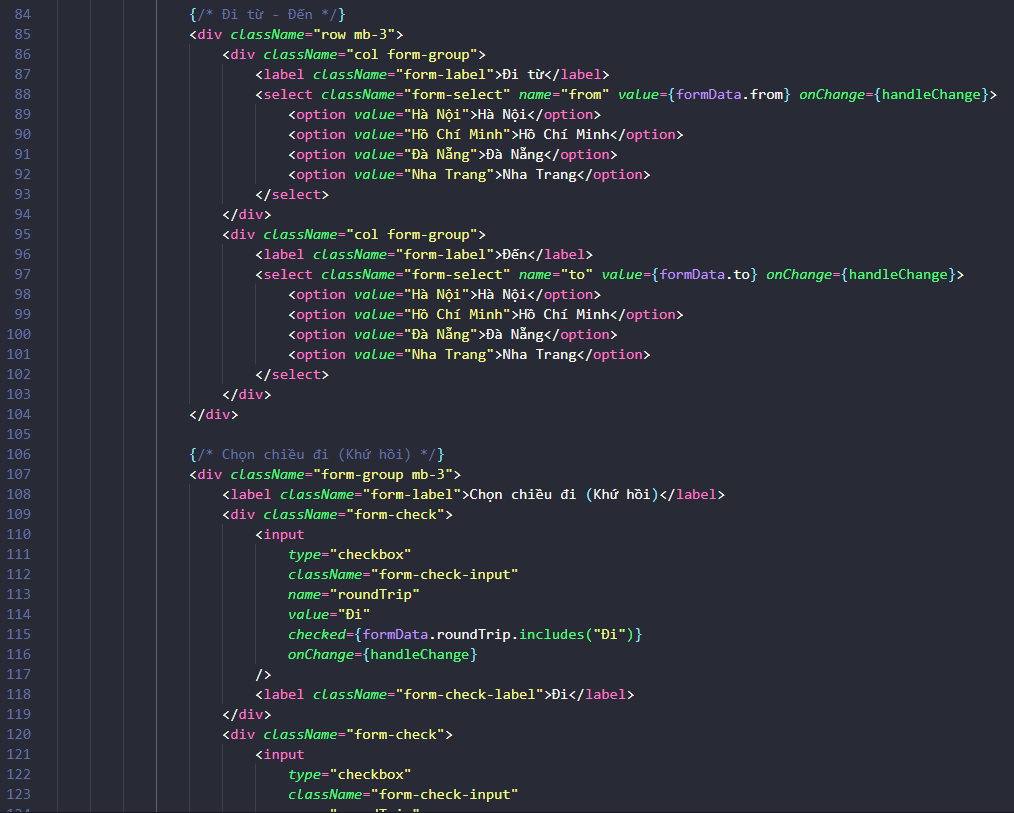 84 {/* Đi từ - Đến */}
85 <div className="row mb-3">
86 <div className="col form-group">
87 <label className="form-label">Đi từ</label>
88 <select className="form-select" name="from" value={formData.from} onChange={handleChange}>
89 <option value="Hà Nội">Hà Nội</option>
90 <option value="Hồ Chí Minh">Hồ Chí Minh</option>
91 <option value="Đà Nẵng">Đà Nẵng</option>
92 <option value="Nha Trang">Nha Trang</option>
93 </select>
94 </div>
95 <div className="col form-group">
96 <label className="form-label">Đến</label>
97 <select className="form-select" name="to" value={formData.to} onChange={handleChange}>
98 <option value="Hà Nội">Hà Nội</option>
99 <option value="Hồ Chí Minh">Hồ Chí Minh</option>
100 <option value="Đà Nẵng">Đà Nẵng</option>
101 <option value="Nha Trang">Nha Trang</option>
102 </select>
103 </div>
104 </div>
105
106 {/* Chọn chiều đi (Khứ hồi) */}
107 <div className="form-group mb-3">
108 <label className="form-label">Chọn chiều đi (Khứ hồi)</label>
109 <div className="form-check">
110 <input
111 type="checkbox"
112 className="form-check-input"
113 name="roundTrip"
114 value="Đi"
115 checked={formData.roundTrip.includes("Đi")}
116 onChange={handleChange}
117 />
118 <label className="form-check-label">Đi</label>
119 </div>
120 <div className="form-check">
121 <input
122 type="checkbox"
123 className="form-check-input"